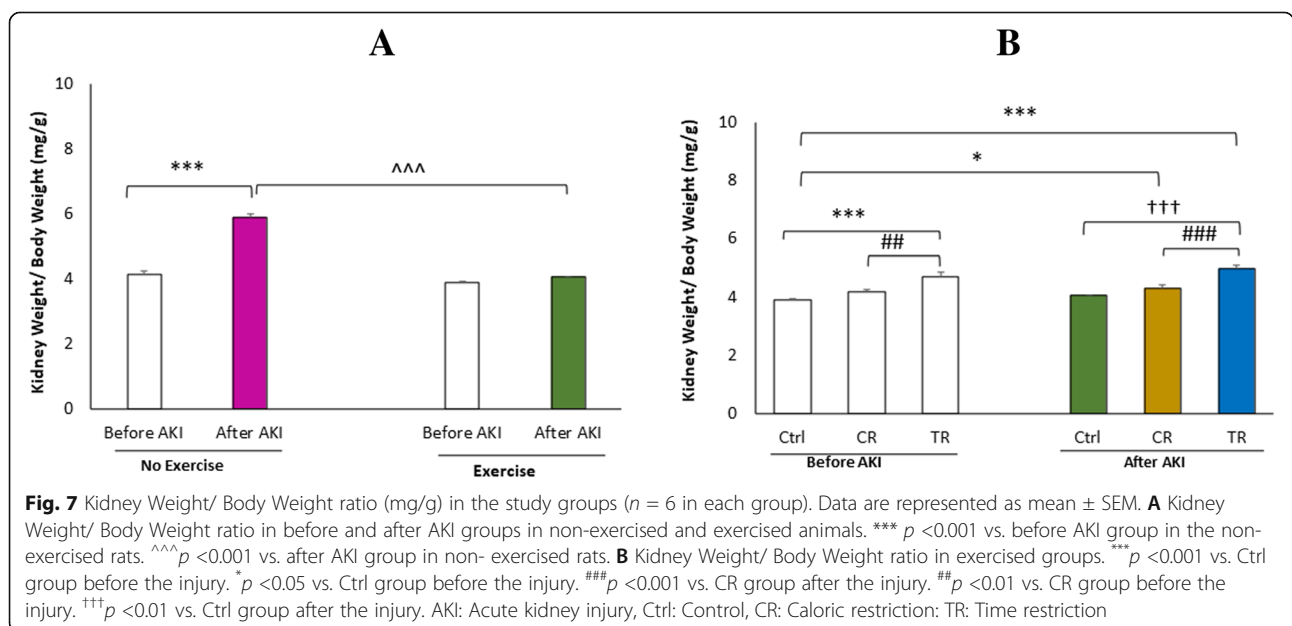 A
B
10
8
6
4
2
0
Kidney Weight/ Body Weight (mg/g)
***
^^^
Before AKI
After AKI
Before AKI
After AKI
No Exercise
Exercise
10
8
6
4
2
0
Kidney Weight/ Body Weight (mg/g)
***
*
***
##
†††
###
Ctrl
CR
TR
Ctrl
CR
TR
Before AKI
After AKI
Fig. 7 Kidney Weight/ Body Weight ratio (mg/g) in the study groups (n = 6 in each group). Data are represented as mean ± SEM. A Kidney
Weight/ Body Weight ratio in before and after AKI groups in non-exercised and exercised animals. *** p <0.001 vs. before AKI group in the non-
exercised rats. ^^^p <0.001 vs. after AKI group in non- exercised rats. B Kidney Weight/ Body Weight ratio in exercised groups. ***p <0.001 vs. Ctrl
group before the injury. *p <0.05 vs. Ctrl group before the injury. ###p <0.001 vs. CR group after the injury. ##p <0.01 vs. CR group before the
injury. †††p <0.01 vs. Ctrl group after the injury. AKI: Acute kidney injury, Ctrl: Control, CR: Caloric restriction: TR: Time restriction